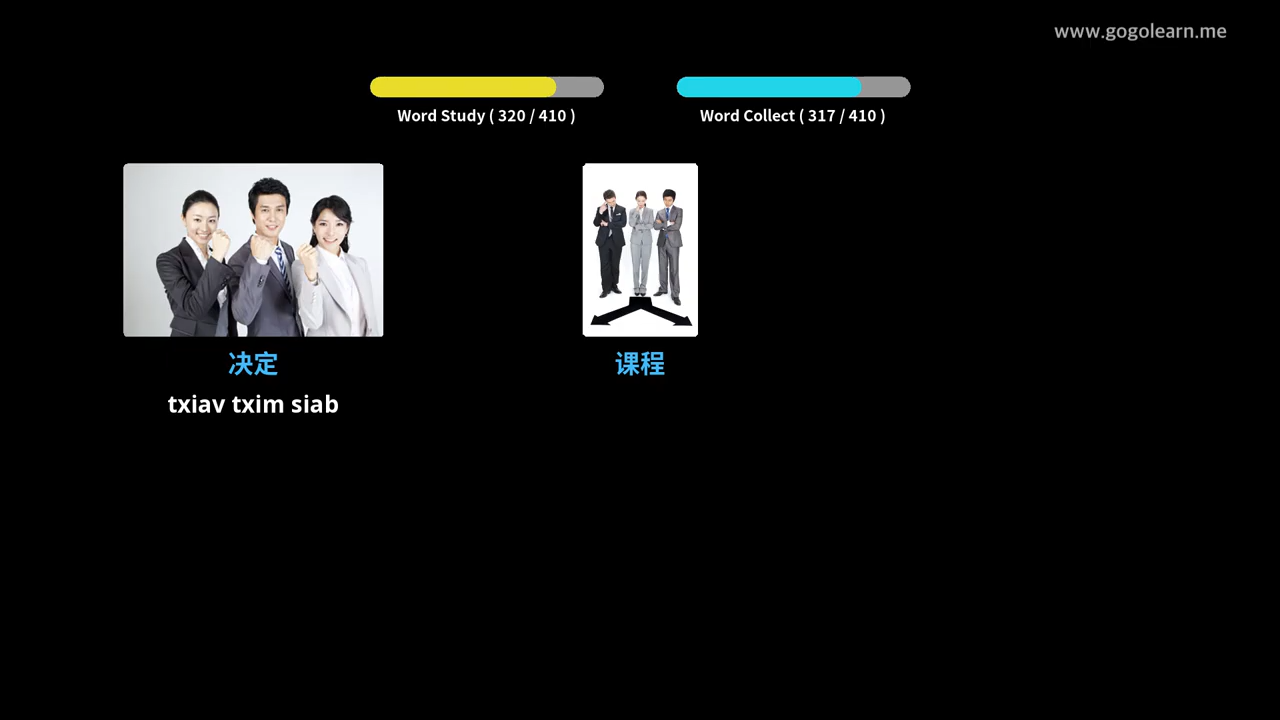 www.gogolearn.me
Word Study ( 320 / 410 )
Word Collect ( 317 / 410 )
决定
课程
txiav txim siab